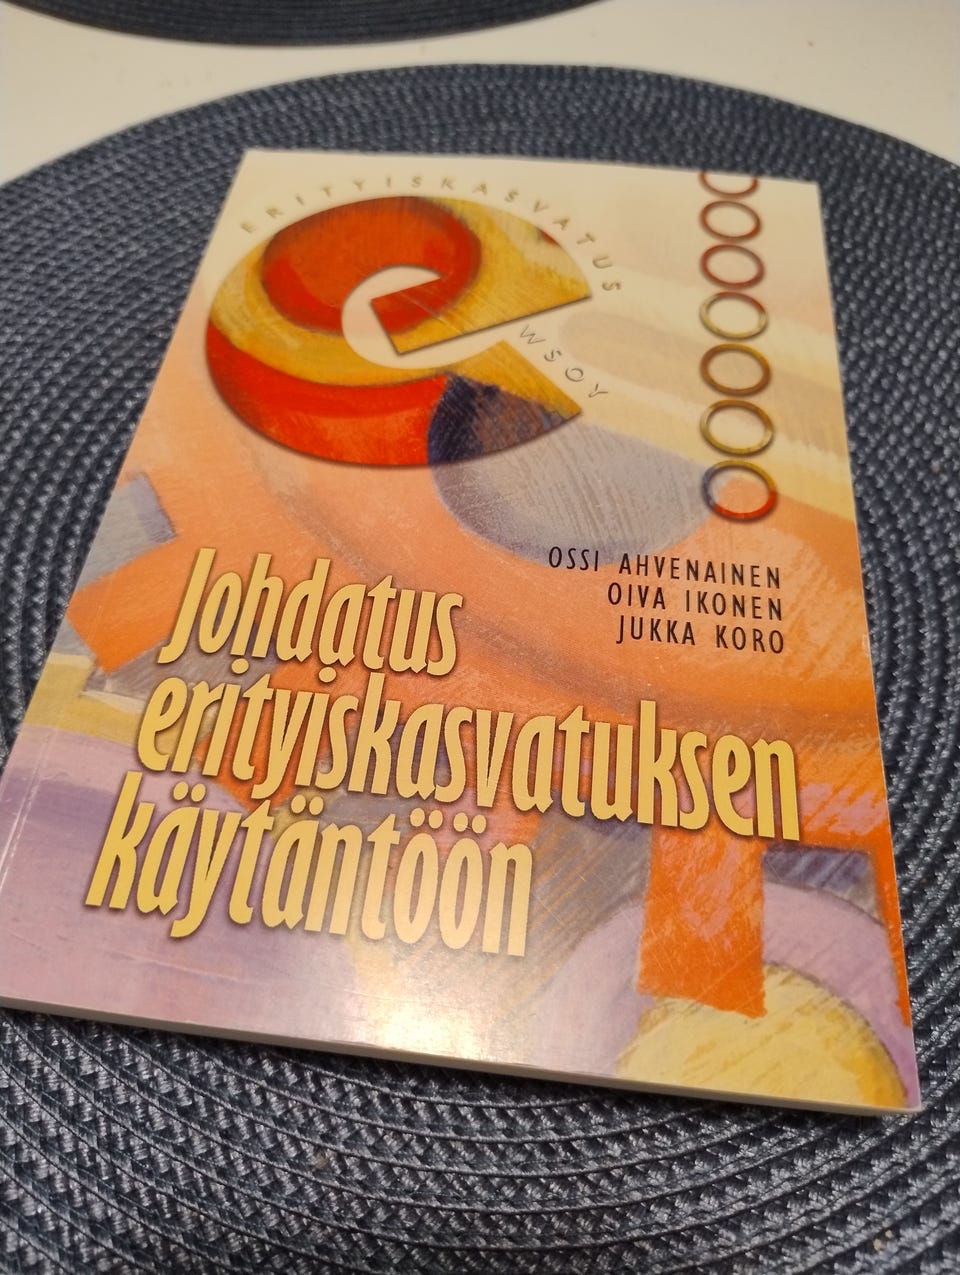 ERITYISKASVATUS
WSOY
OSSI AHVENAINEN
OIVA IKONEN
JUKKA KORO
Johdatus
erityiskasvatuksen
käytäntöön